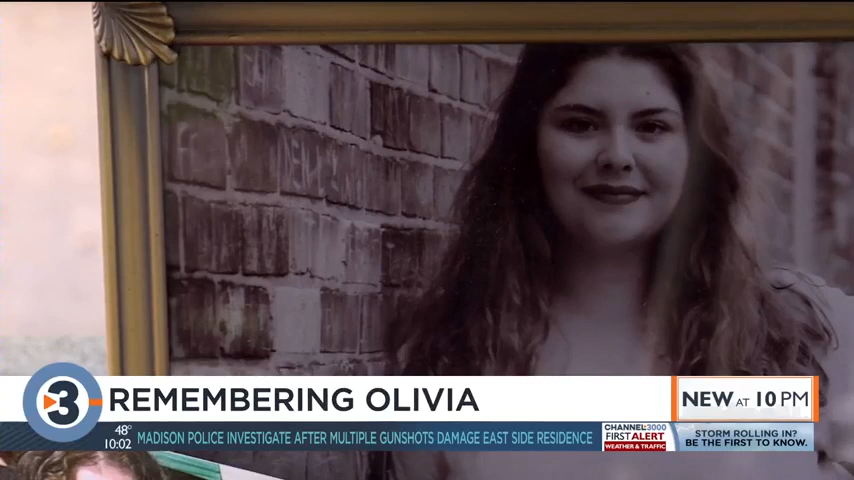 3
REMEMBERING OLIVIA
NEW AT 10 PM
48°
10:02
MADISON POLICE INVESTIGATE AFTER MULTIPLE GUNSHOTS DAMAGE EAST SIDE RESIDENCE
CHANNEL3000
FIRST ALERT
WEATHER & TRAFFIC
STORM ROLLING IN?
BE THE FIRST TO KNOW.